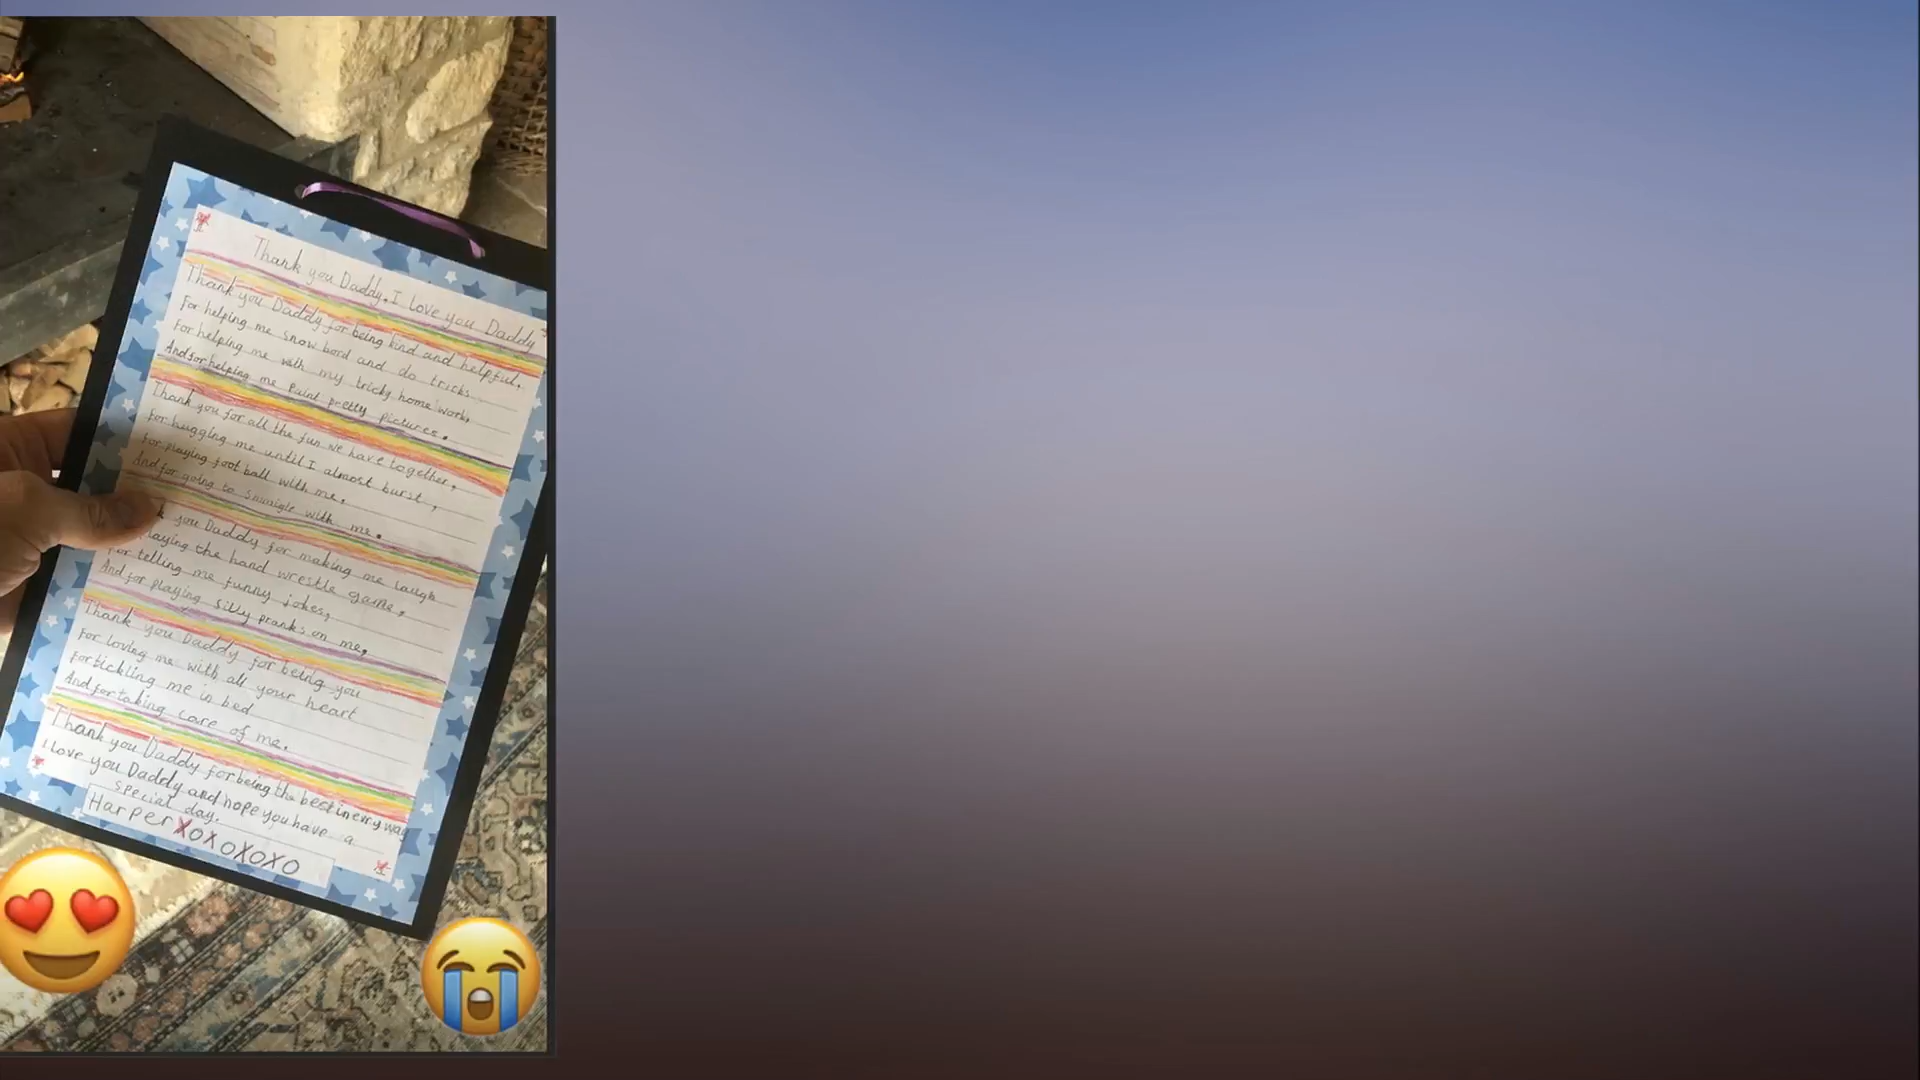 Thank you Daddy, I love you Daddy
Thank you Daddy for being kind and helpful,
For helping me snow bord and do tricks
For helping me with my tricky home work,
And for helping me Paint pretty pictures.
Thank you for all the fun we have together,
For hugging me until I almost burst,
For playing foot ball with me,
And for going to smiggle with me.
you Daddy for making me laugh
playing the hand wrestle game,
For telling me funny jokes,
And for playing silly pranks on me,
Thank you Daddy for being you
For loving me with all your heart
For tickling me in bed
And for taking care of me.
Thank you Daddy for being the best in evry way
I Love you Daddy and hope you have a
special day.
Harper XOXOXOXO